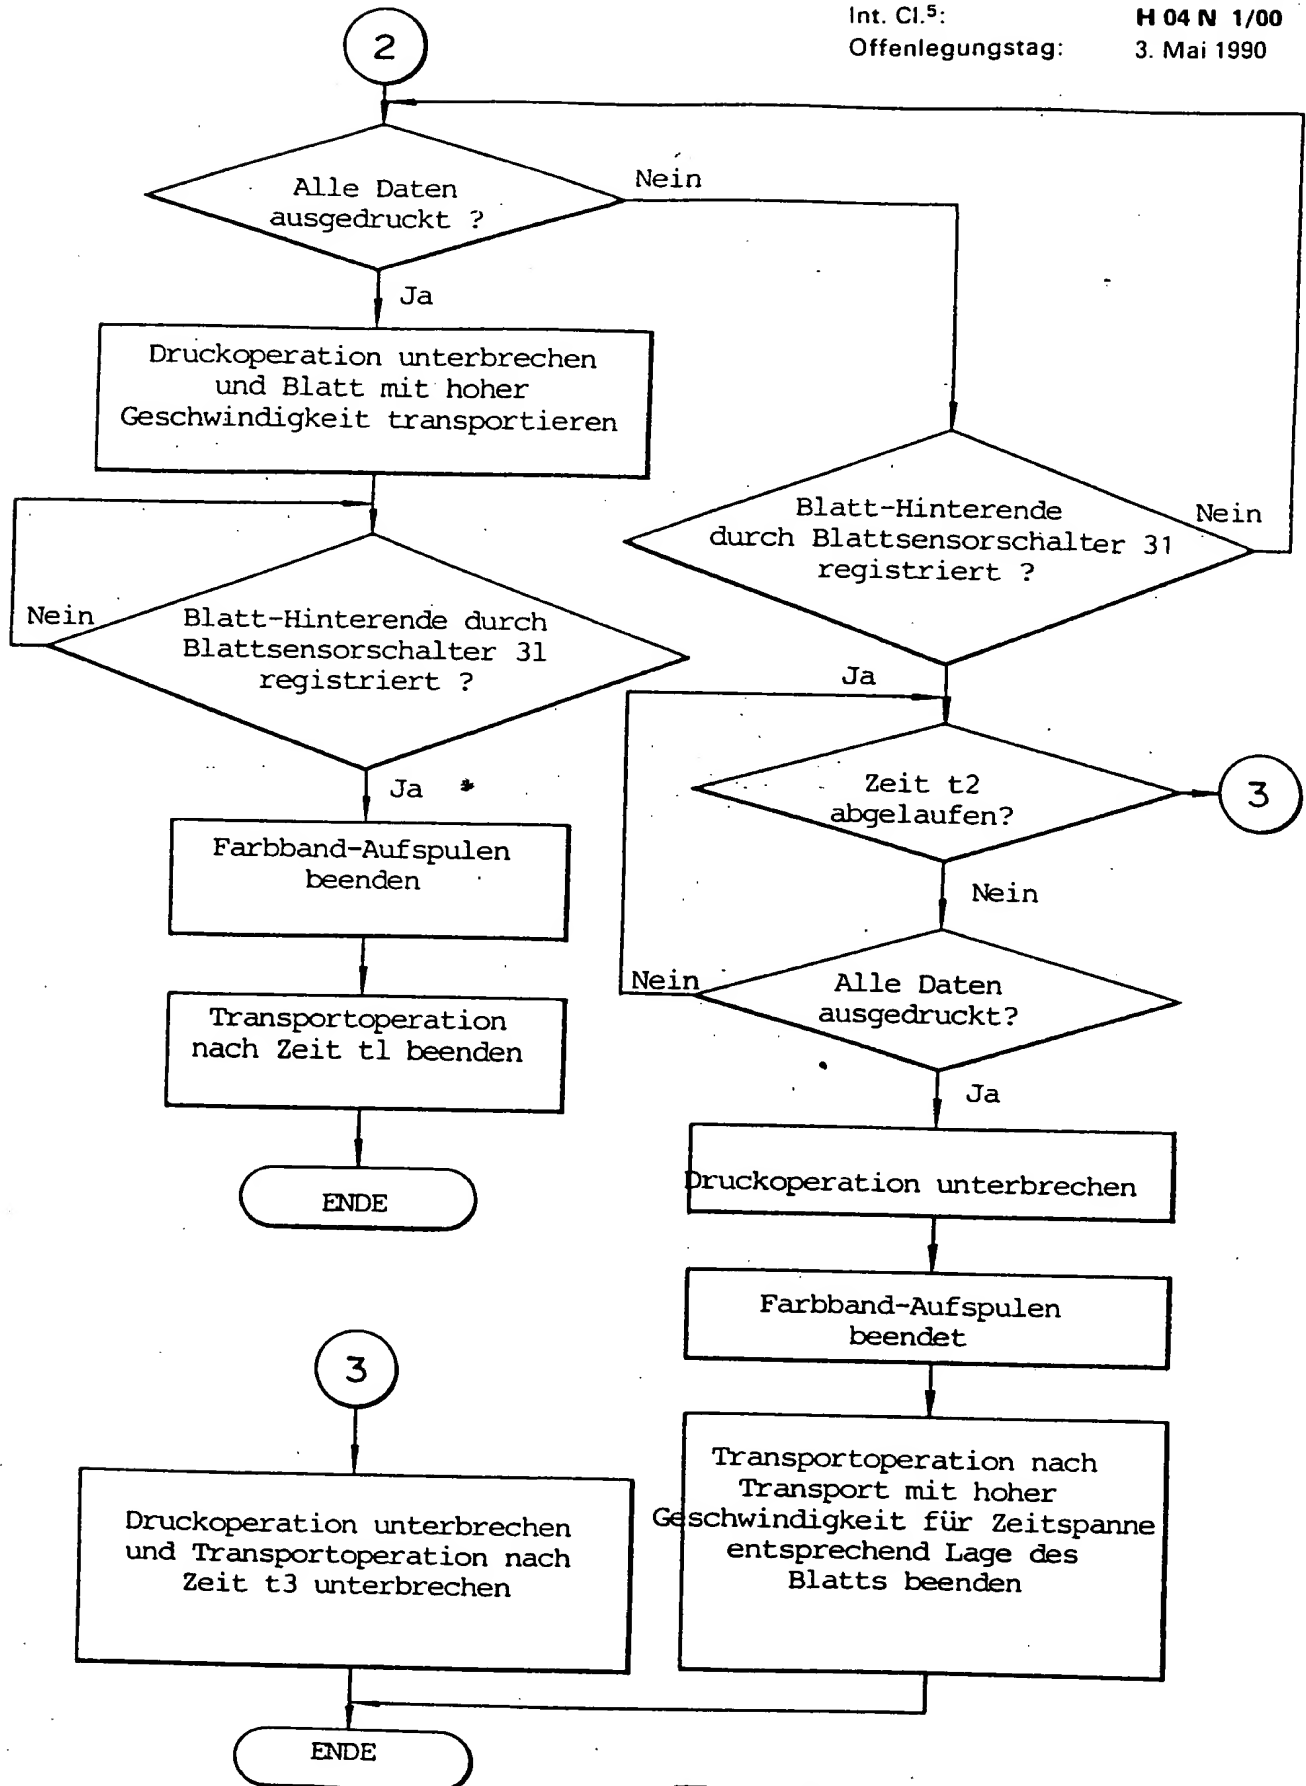 Int. Cl.⁵: H 04 N 1/00
Offenlegungstag: 3. Mai 1990
2
Alle Daten
ausgedruckt ?
Nein
Ja
Druckoperation unterbrechen
und Blatt mit hoher
Geschwindigkeit transportieren
Blatt-Hinterende
durch Blattsensorschalter 31
registriert ?
Nein
Nein
Blatt-Hinterende durch
Blattsensorschalter 31
registriert ?
Ja
Ja
Zeit t2
abgelaufen?
3
Farbband-Aufspulen
beenden
Nein
Alle Daten
ausgedruckt?
Nein
Transportoperation
nach Zeit t1 beenden
Ja
ENDE
Druckoperation unterbrechen
Farbband-Aufspulen
beendet
3
Transportoperation nach
Transport mit hoher
Geschwindigkeit für Zeitspanne
entsprechend Lage des
Blatts beenden
Druckoperation unterbrechen
und Transportoperation nach
Zeit t3 unterbrechen
ENDE